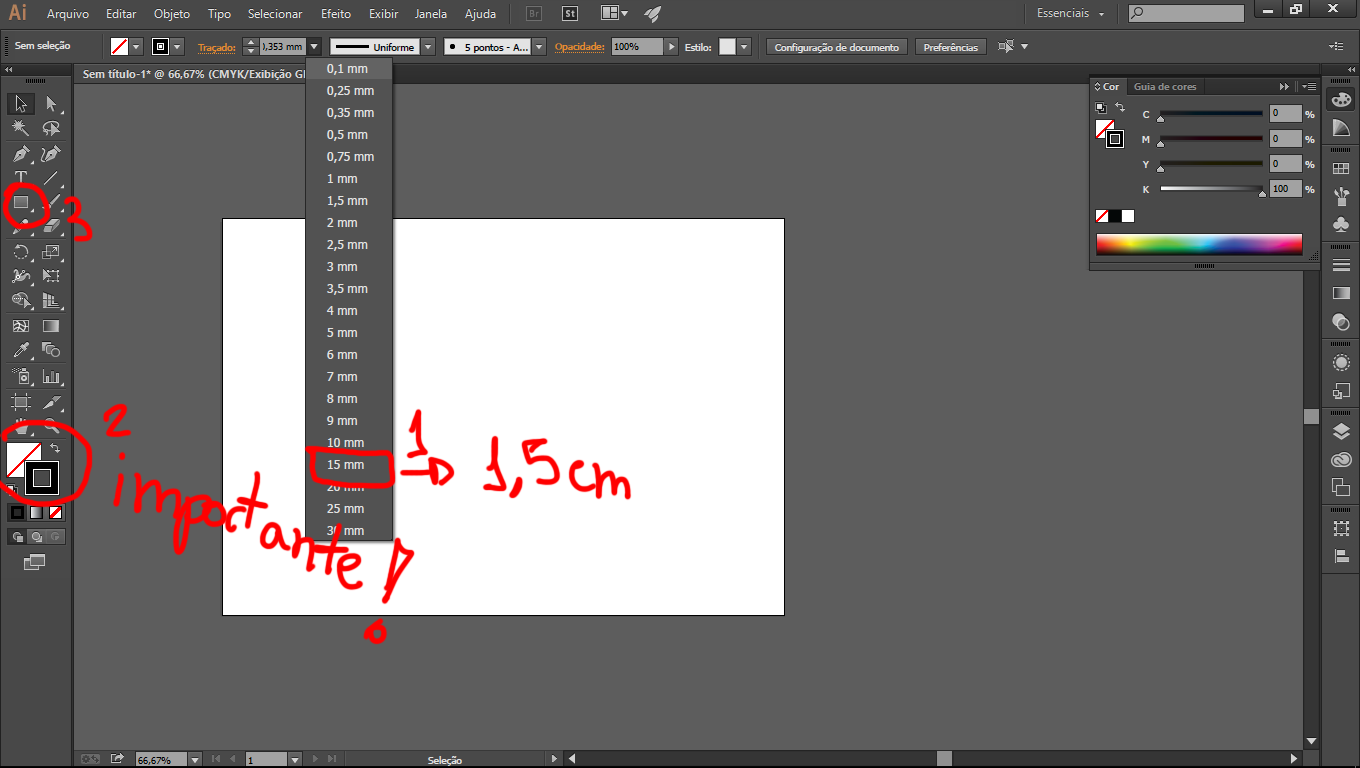 Ai Arquivo Editar Objeto Tipo Selecionar Efeito Exibir Janela Ajuda Br St Essenciais
Sem seleção Traçado: 0,353 mm Uniforme 5 pontos - A... Opacidade: 100% Estilo: Configuração de documento Preferências
Sem título-1* @ 66,67% (CMYK/Exibição GP
0,1 mm
0,25 mm
0,35 mm
0,5 mm
0,75 mm
1 mm
1,5 mm
2 mm
2,5 mm
3 mm
3,5 mm
4 mm
5 mm
6 mm
7 mm
8 mm
9 mm
10 mm
15 mm
20 mm
25 mm
30 mm
Cor Guia de cores
C 0 %
M 0 %
Y 0 %
K 100 %
3
2
importante!
1
1,5cm
66,67% 1 Seleção